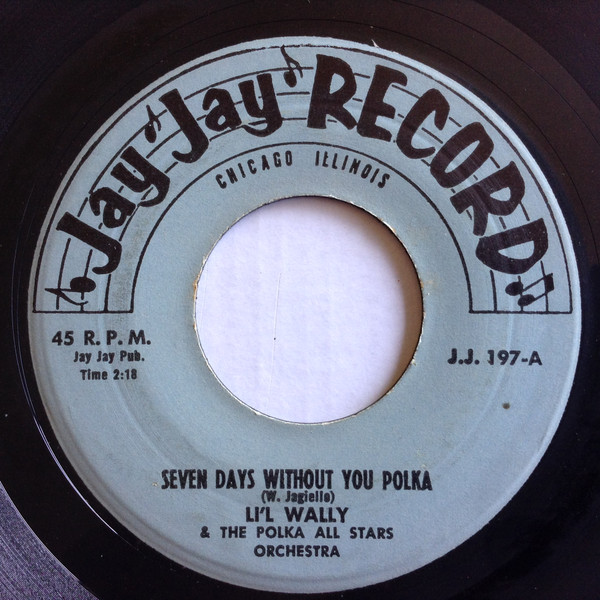 Jay Jay RECORD
CHICAGO ILLINOIS
45 R. P. M.
Jay Jay Pub.
Time 2:18
J.J. 197-A
SEVEN DAYS WITHOUT YOU POLKA
(W. Jagiello)
LI'L WALLY
& THE POLKA ALL STARS
ORCHESTRA